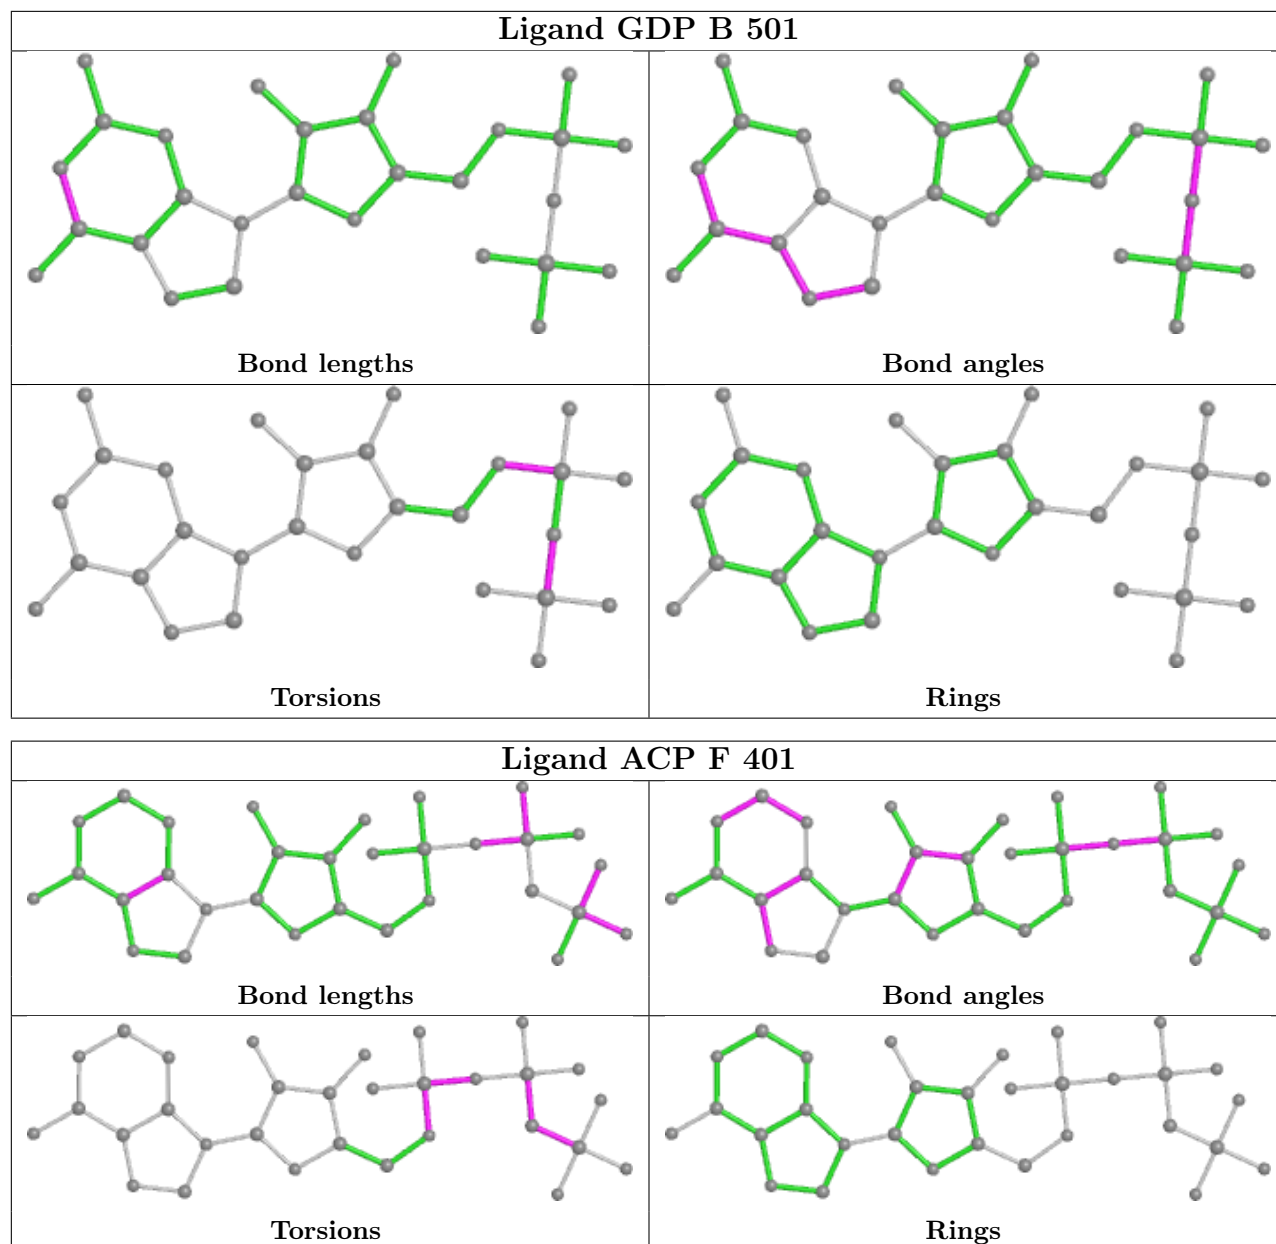 Ligand GDP B 501
Bond lengths
Bond angles
Torsions
Rings
Ligand ACP F 401
Bond lengths
Bond angles
Torsions
Rings